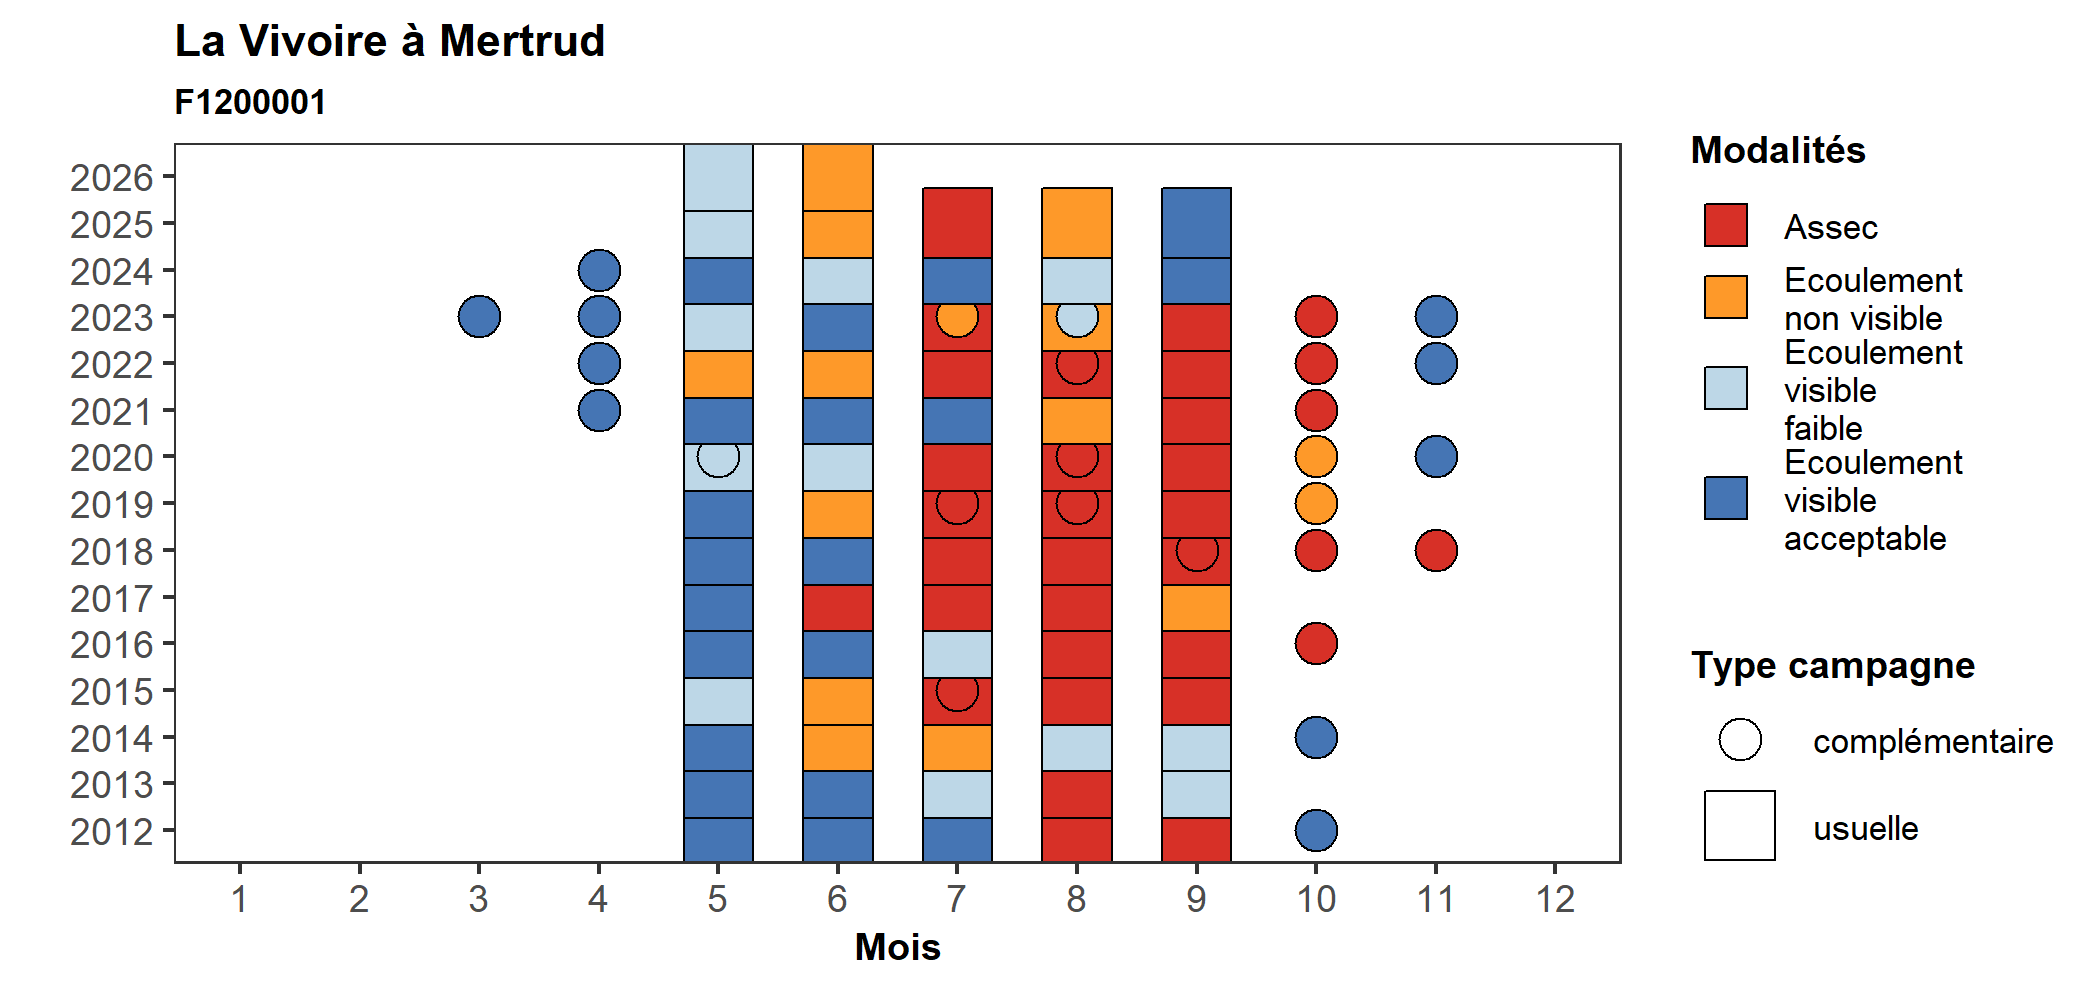 La Vivoire à Mertrud
F1200001
2026
2025
2024
2023
2022
2021
2020
2019
2018
2017
2016
2015
2014
2013
2012
1 2 3 4 5 6 7 8 9 10 11 12
Mois
Modalités
Assec
Ecoulement
non visible
Ecoulement
visible
faible
Ecoulement
visible
acceptable
Type campagne
complémentaire
usuelle